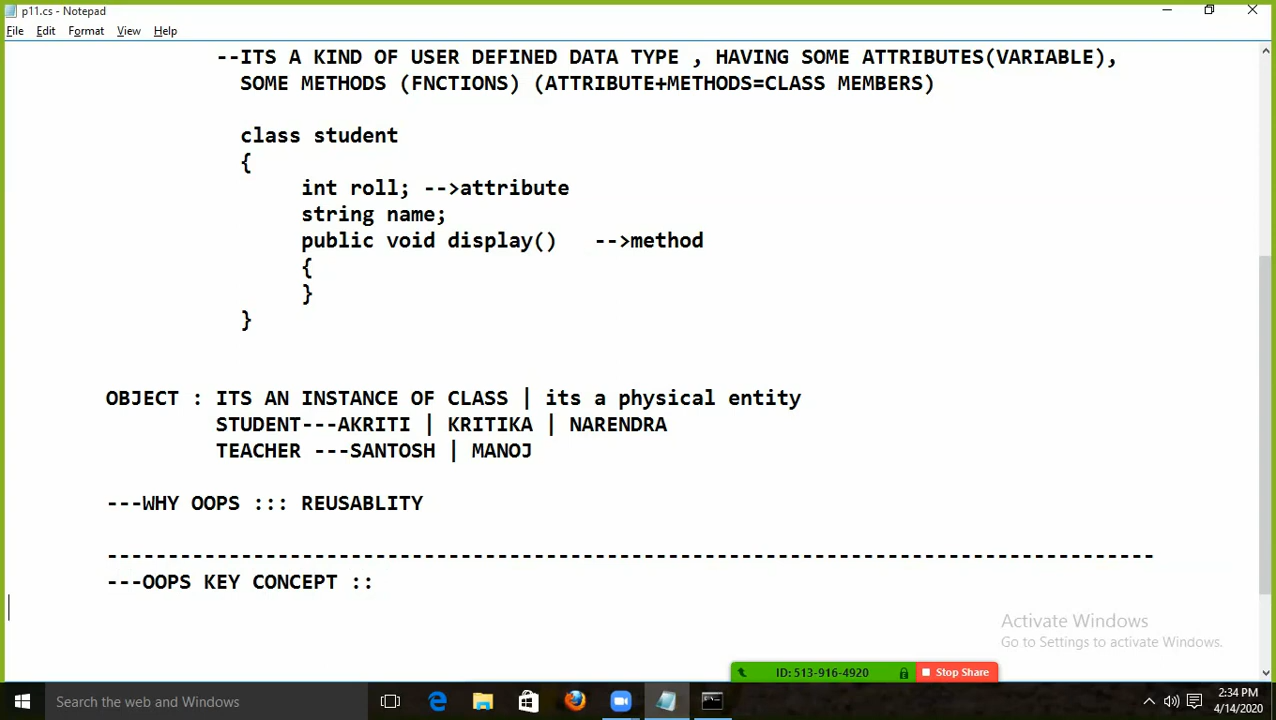 p11.cs - Notepad
File Edit Format View Help
--ITS A KIND OF USER DEFINED DATA TYPE , HAVING SOME ATTRIBUTES(VARIABLE),
SOME METHODS (FNCTIONS) (ATTRIBUTE+METHODS=CLASS MEMBERS)
class student
{
int roll; -->attribute
string name;
public void display() -->method
{
}
}
OBJECT : ITS AN INSTANCE OF CLASS | its a physical entity
STUDENT---AKRITI | KRITIKA | NARENDRA
TEACHER ---SANTOSH | MANOJ
---WHY OOPS ::: REUSABLITY
--------------------------------------------------------------------------------------
---OOPS KEY CONCEPT ::
Activate Windows
Go to Settings to activate Windows.
ID: 513-916-4920 Stop Share
Search the web and Windows
2:34 PM
4/14/2020